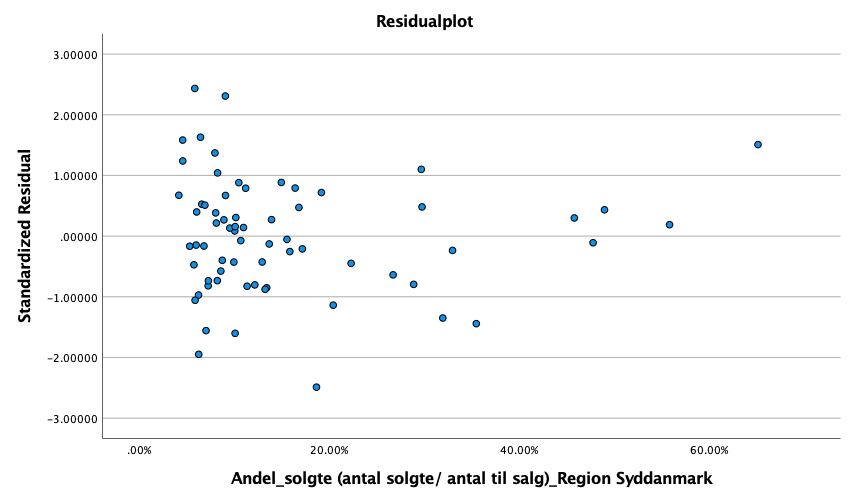 Residualplot
3.00000
2.00000
1.00000
.00000
-1.00000
-2.00000
-3.00000
Standardized Residual
.00% 20.00% 40.00% 60.00%
Andel_solgte (antal solgte/ antal til salg)_Region Syddanmark